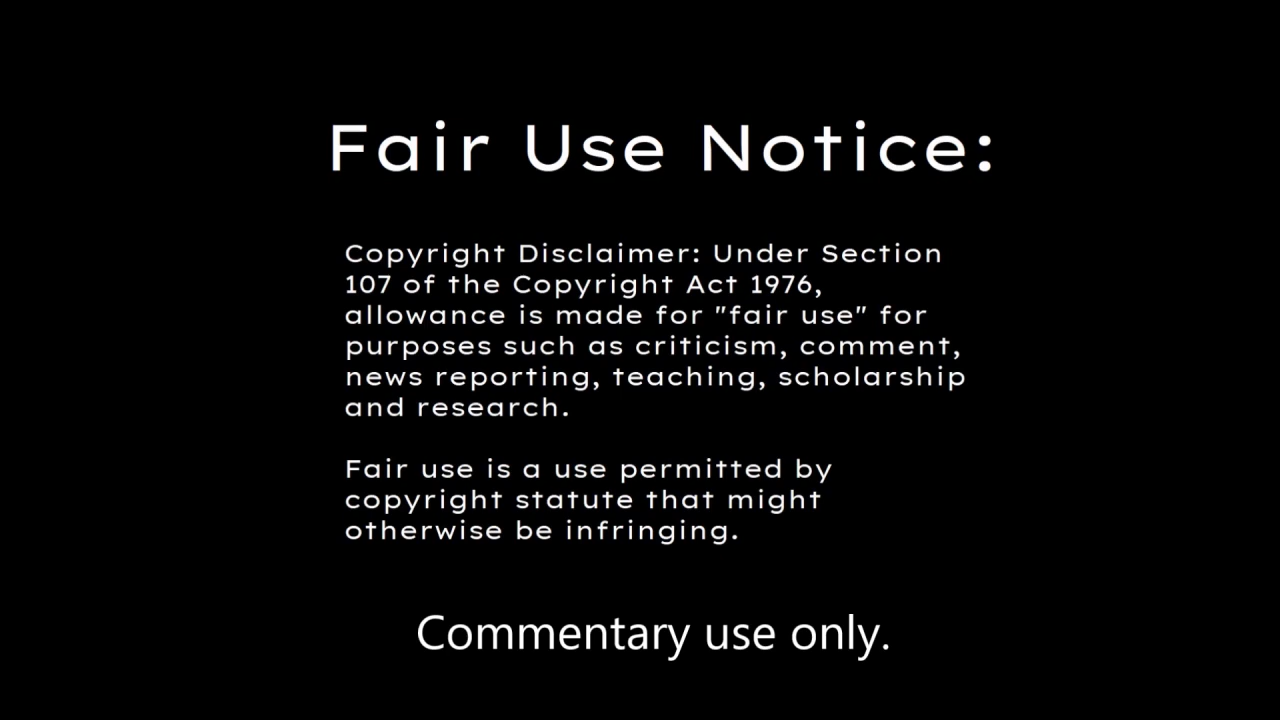 Fair Use Notice:
Copyright Disclaimer: Under Section
107 of the Copyright Act 1976,
allowance is made for "fair use" for
purposes such as criticism, comment,
news reporting, teaching, scholarship
and research.
Fair use is a use permitted by
copyright statute that might
otherwise be infringing.
Commentary use only.